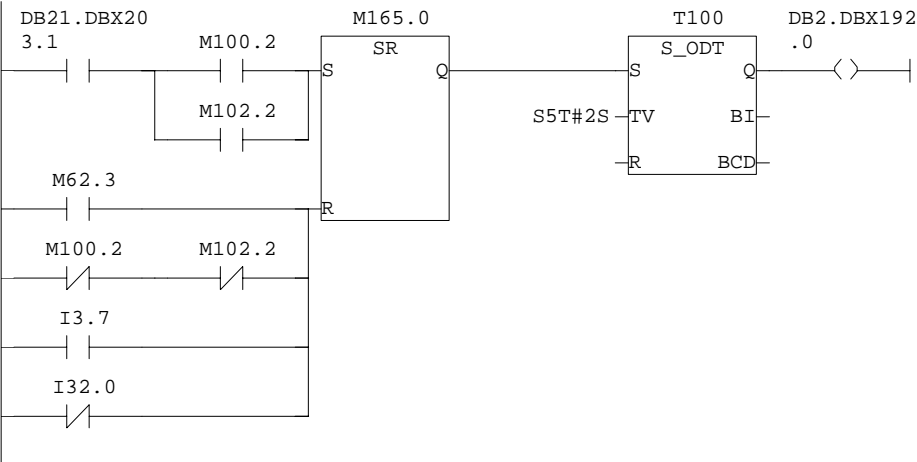 DB21.DBX20 M165.0 T100 DB2.DBX192
3.1 M100.2 SR S_ODT .0
S Q S Q
M102.2
S5T#2S TV BI
R BCD
M62.3
R
M100.2 M102.2
I3.7
I32.0